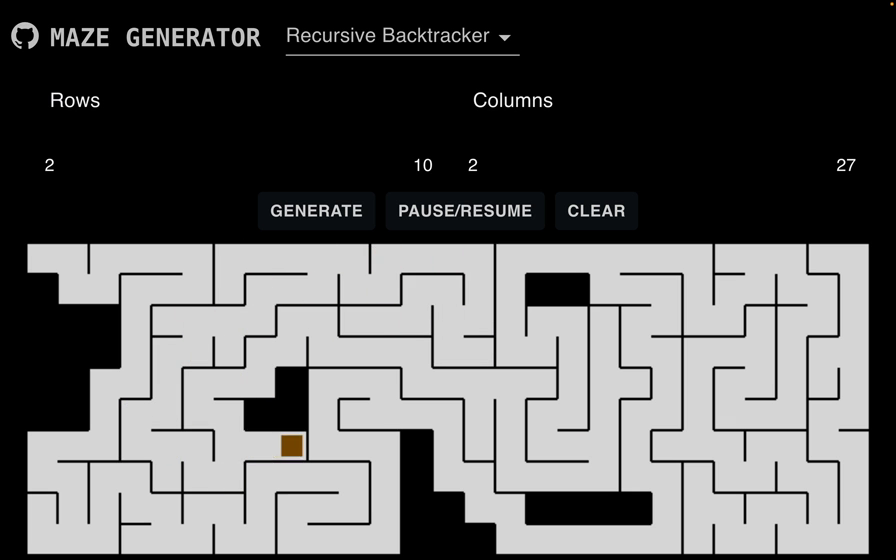 MAZE GENERATOR Recursive Backtracker
Rows Columns
2 10 2 27
GENERATE PAUSE/RESUME CLEAR